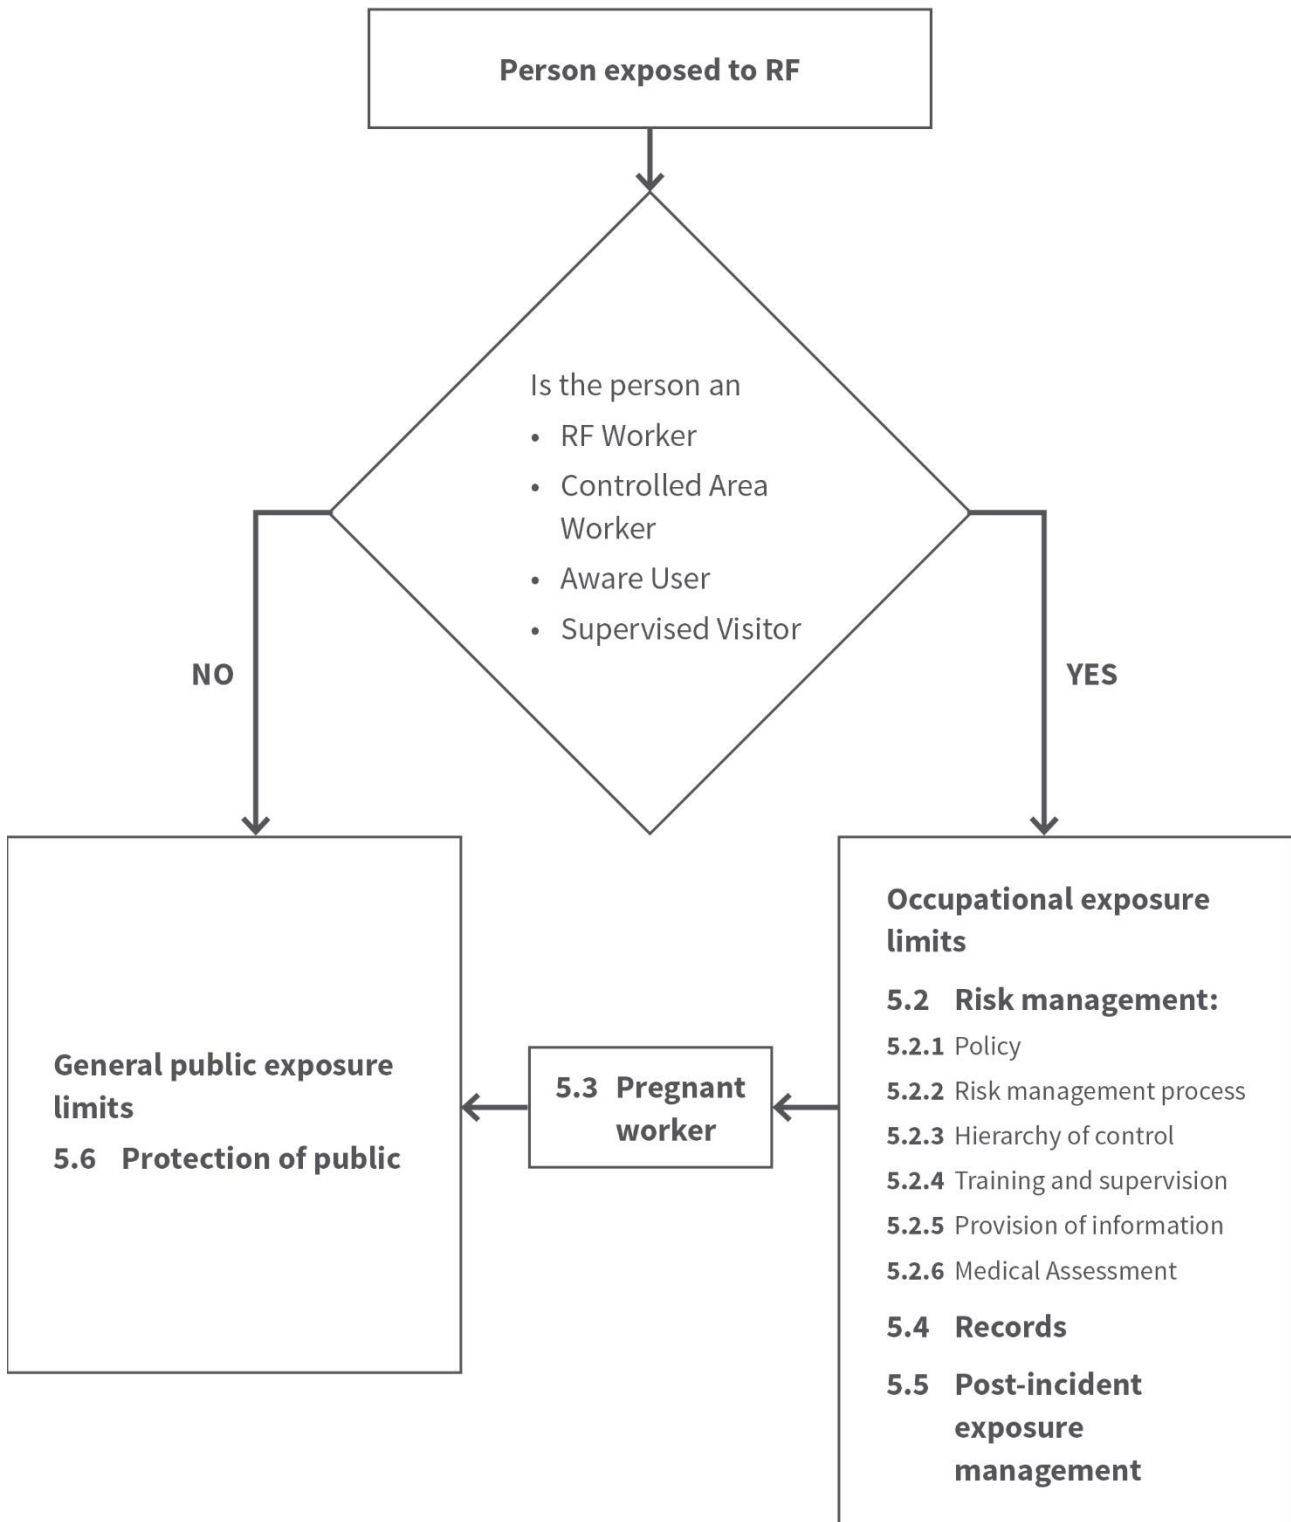 Person exposed to RF
Is the person an
• RF Worker
• Controlled Area
Worker
• Aware User
• Supervised Visitor
NO
YES
General public exposure
limits
5.6 Protection of public
5.3 Pregnant
worker
Occupational exposure
limits
5.2 Risk management:
5.2.1 Policy
5.2.2 Risk management process
5.2.3 Hierarchy of control
5.2.4 Training and supervision
5.2.5 Provision of information
5.2.6 Medical Assessment
5.4 Records
5.5 Post-incident
exposure
management